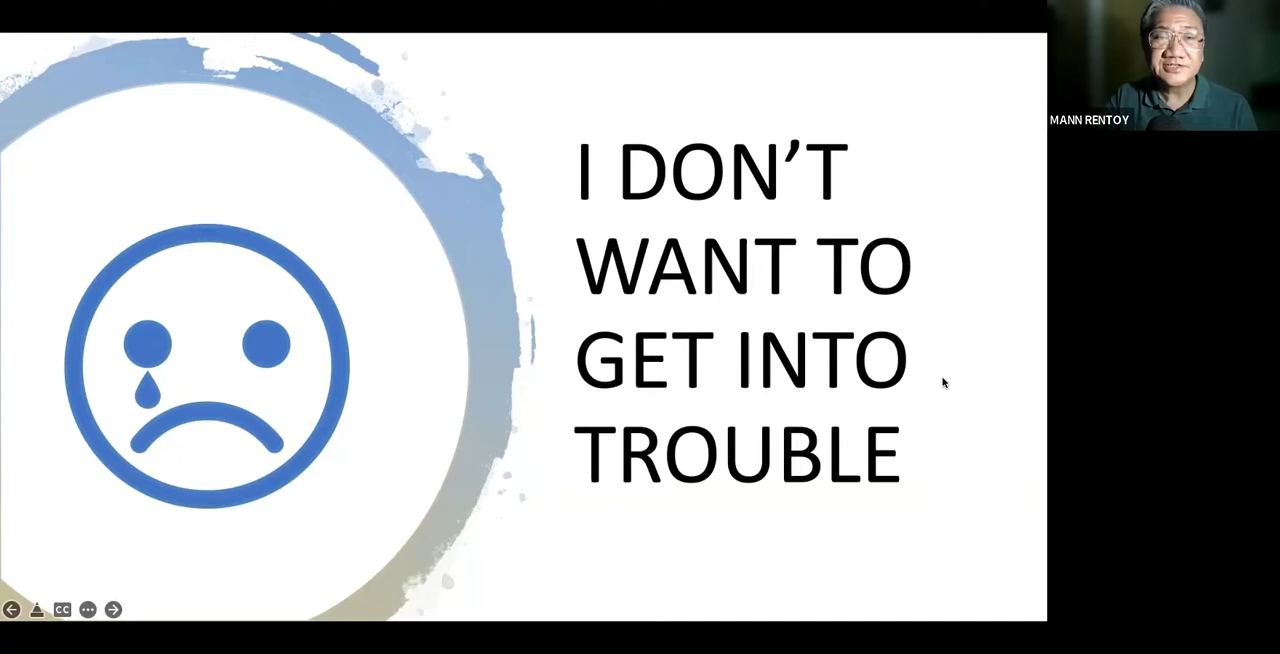 I DON’T
WANT TO
GET INTO
TROUBLE
MANN RENTOY
CC